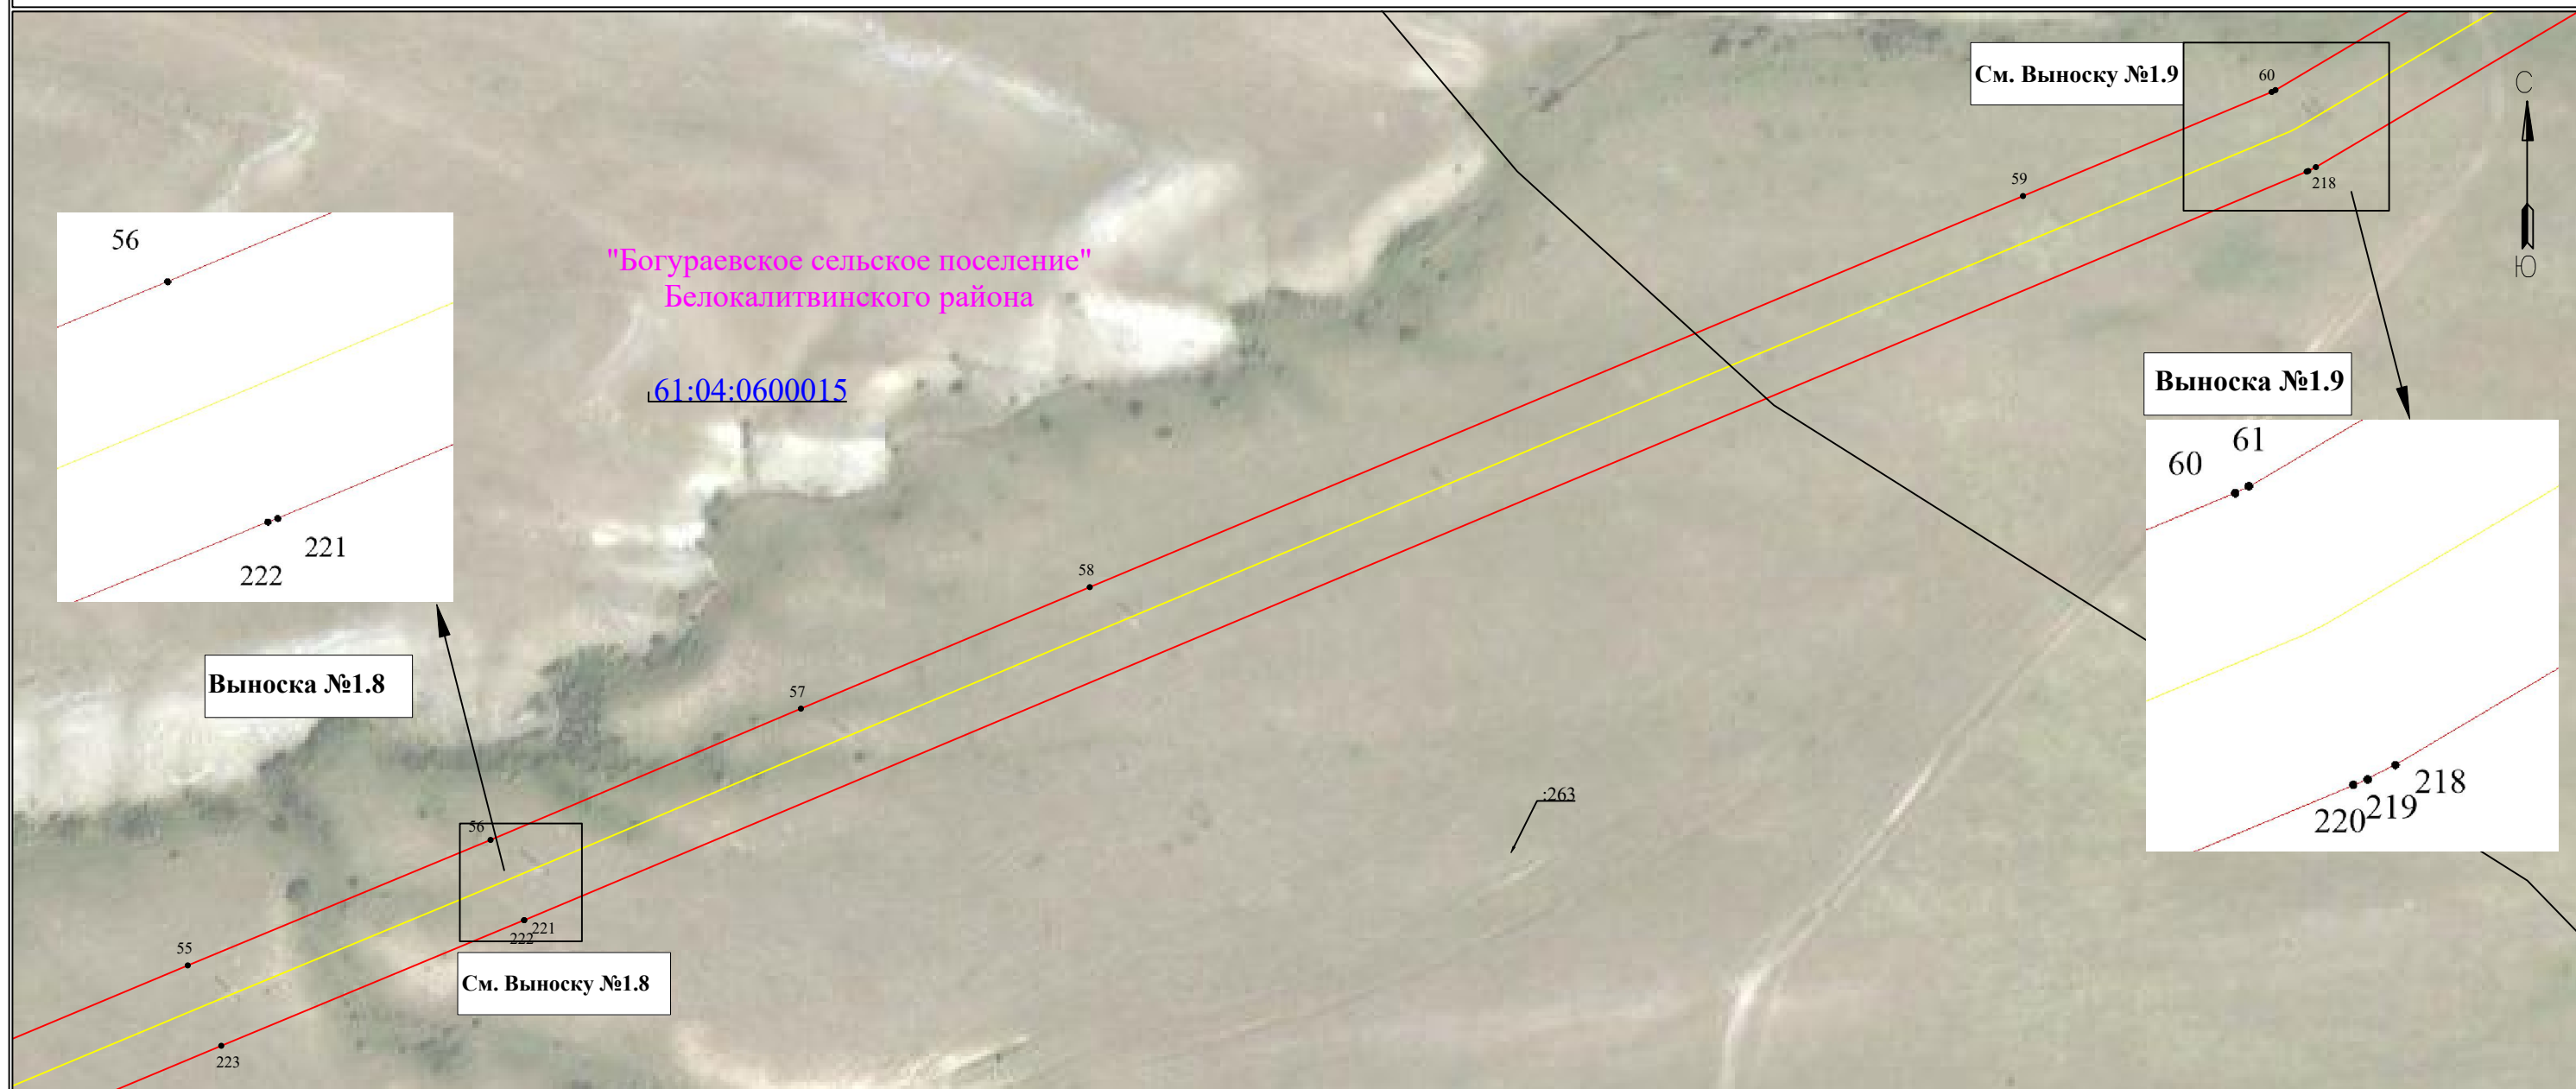 См. Выноску №1.9
60
С
59
218
Ю
56
"Богураевское сельское поселение"
Белокалитвинского района
61:04:0600015
Выноска №1.9
61
60
221
222
58
Выноска №1.8
57
218
219
220
:263
56
221
222
55
См. Выноску №1.8
223